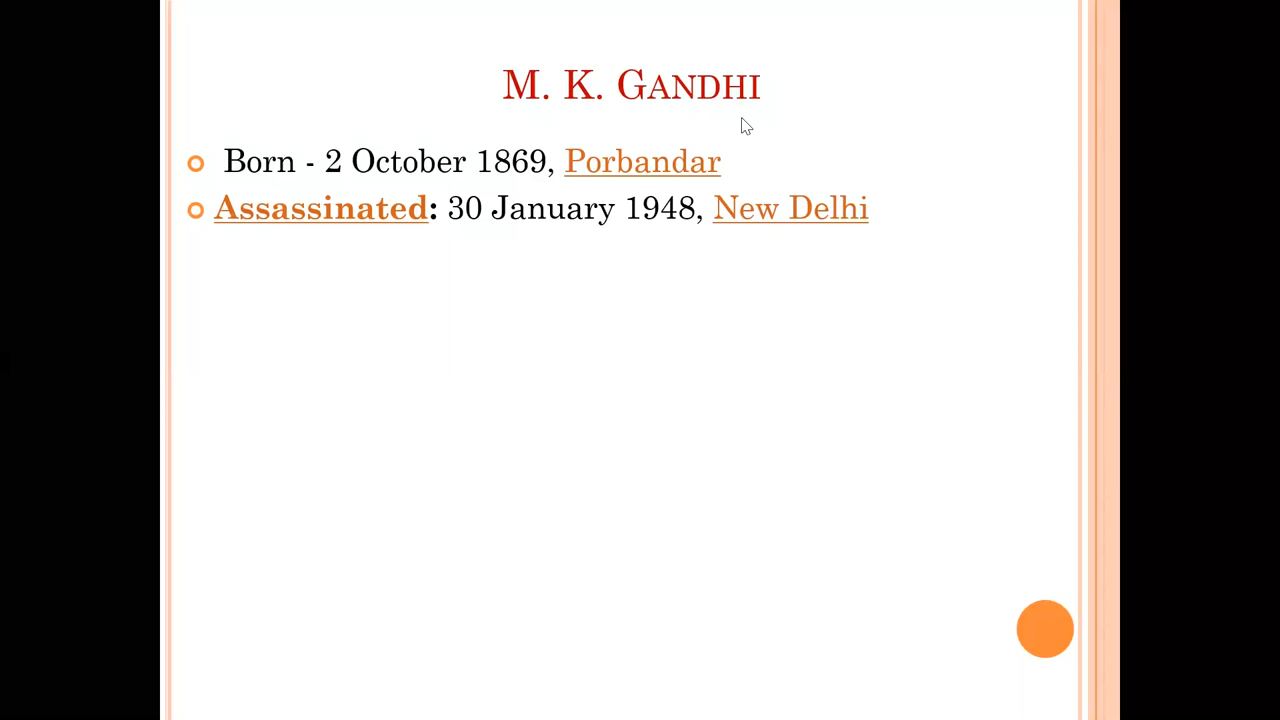 M. K. GANDHI
Born - 2 October 1869, Porbandar
Assassinated: 30 January 1948, New Delhi